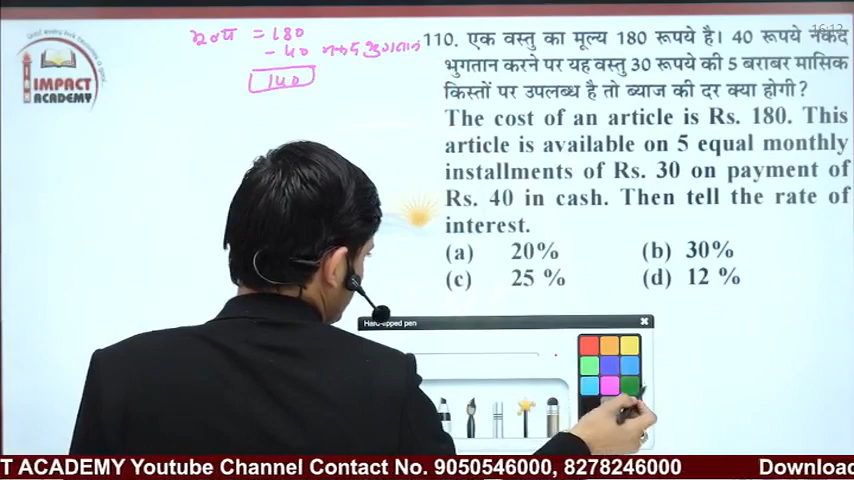 16:12
मूल्य = 180
- 40 नकद भुगतान
140
IMPACT
ACADEMY
110. एक वस्तु का मूल्य 180 रूपये है। 40 रूपये नकद
भुगतान करने पर यह वस्तु 30 रूपये की 5 बराबर मासिक
किस्तों पर उपलब्ध है तो ब्याज की दर क्या होगी?
The cost of an article is Rs. 180. This
article is available on 5 equal monthly
installments of Rs. 30 on payment of
Rs. 40 in cash. Then tell the rate of
interest.
(a) 20% (b) 30%
(c) 25 % (d) 12 %
T ACADEMY Youtube Channel Contact No. 9050546000, 8278246000 Downloa